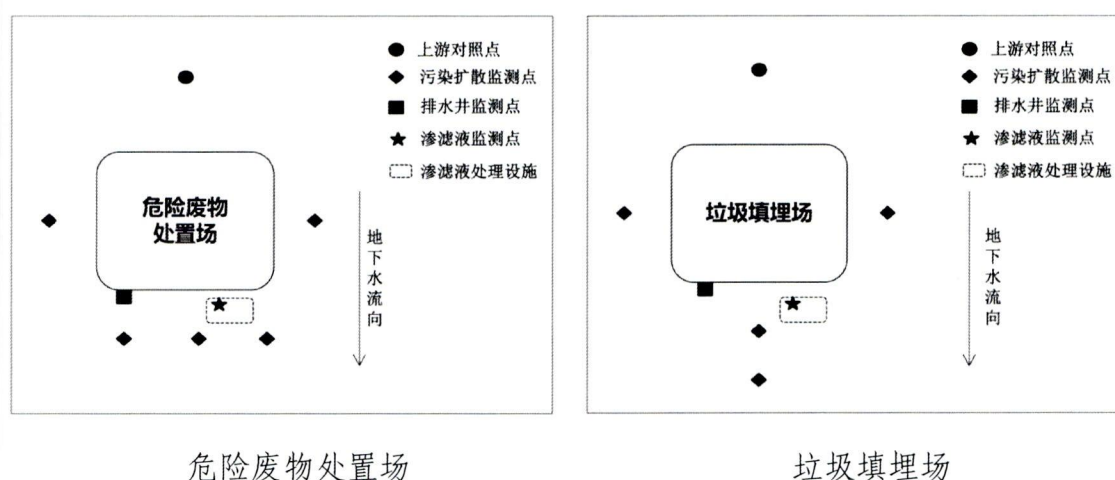 上游对照点
污染扩散监测点
排水井监测点
渗滤液监测点
渗滤液处理设施
危险废物
处置场
地下水流向
危险废物处置场
上游对照点
污染扩散监测点
排水井监测点
渗滤液监测点
渗滤液处理设施
垃圾填埋场
地下水流向
垃圾填埋场